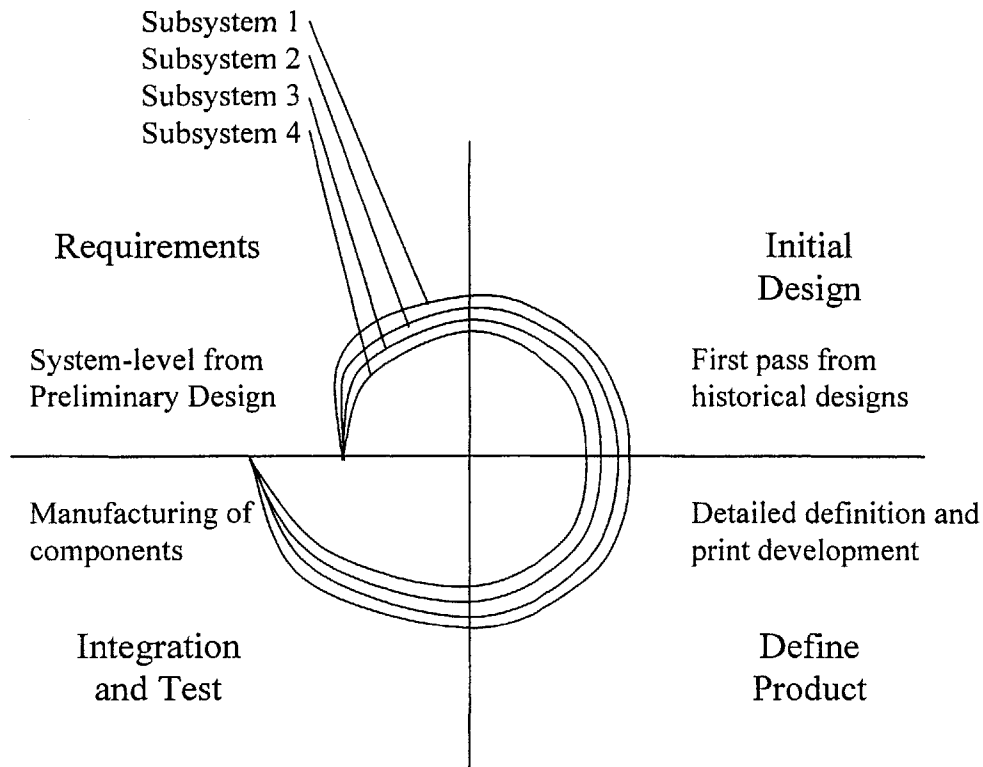 Subsystem 1
Subsystem 2
Subsystem 3
Subsystem 4
Requirements
Initial
Design
System-level from
Preliminary Design
First pass from
historical designs
Manufacturing of
components
Detailed definition and
print development
Integration
and Test
Define
Product